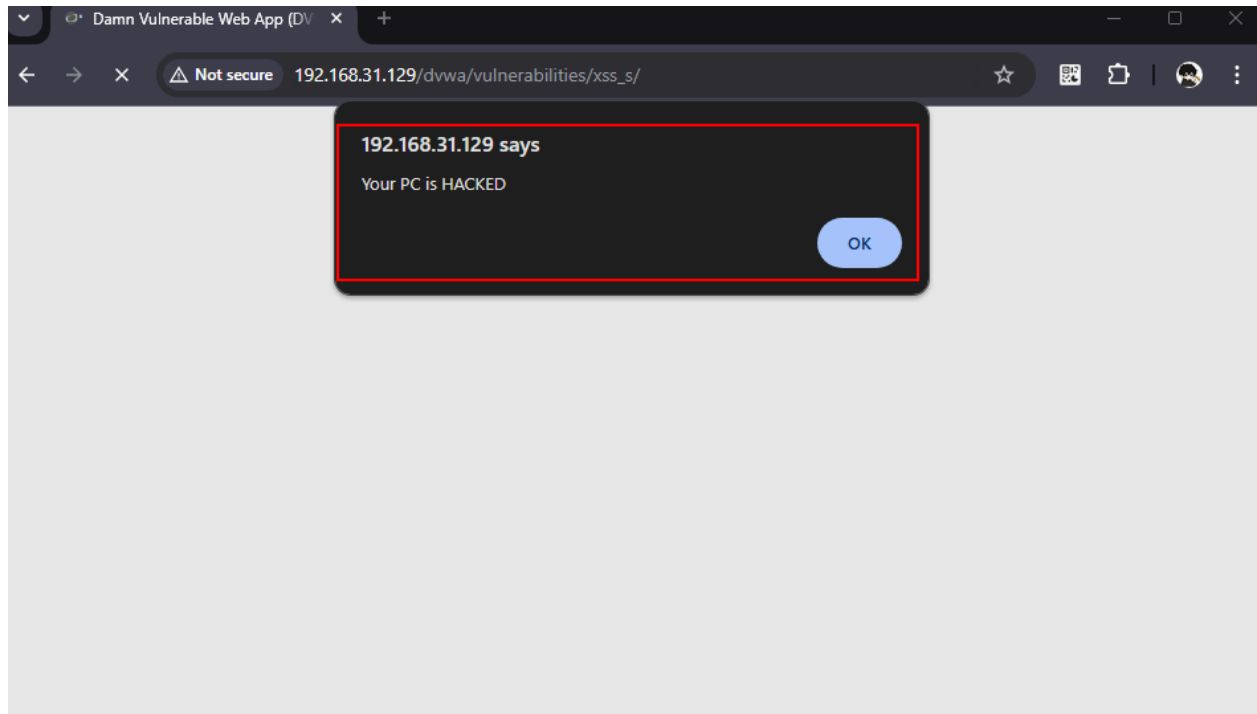 Damn Vulnerable Web App (DV
Not secure 192.168.31.129/dvwa/vulnerabilities/xss_s/
192.168.31.129 says
Your PC is HACKED
OK